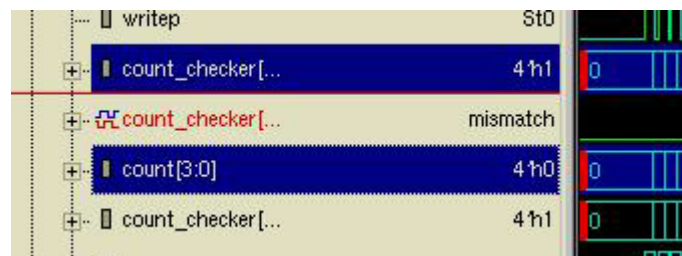 writep St0
count_checker[... 4'h1 0
count_checker[... mismatch
count[3:0] 4'h0 0
count_checker[... 4'h1 0